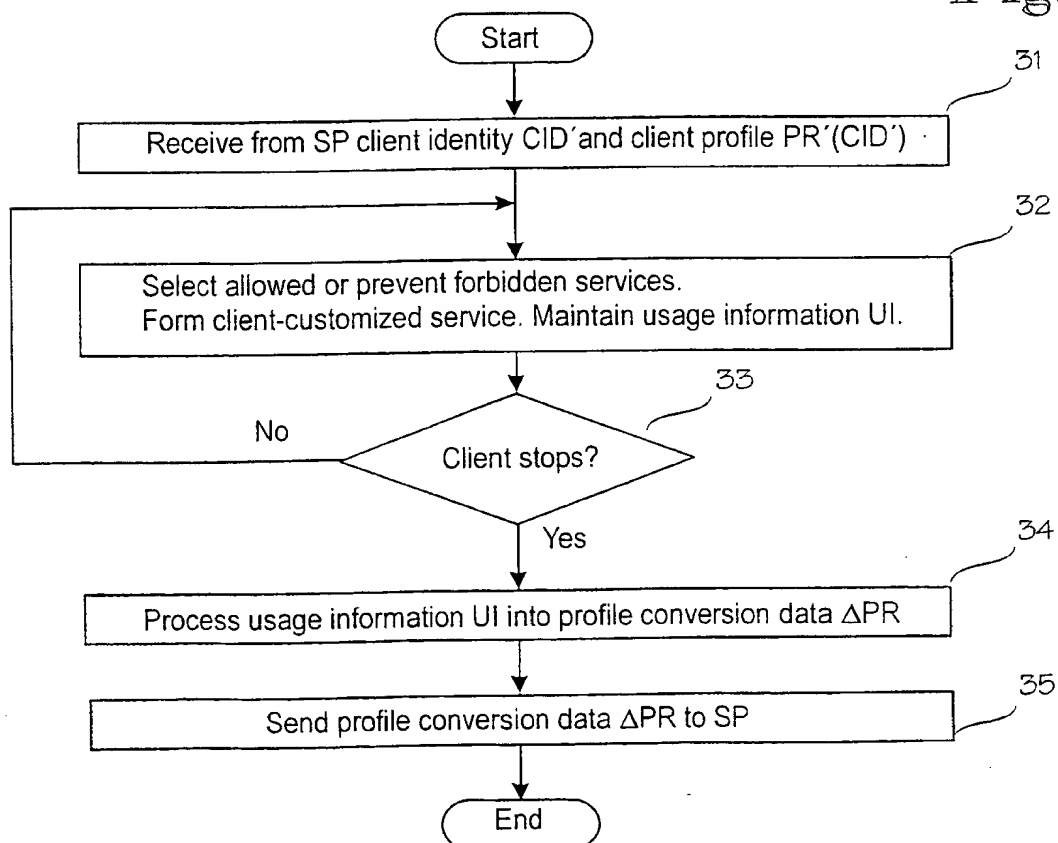 Start
31
Receive from SP client identity CID´and client profile PR´(CID´)
32
Select allowed or prevent forbidden services.
Form client-customized service. Maintain usage information UI.
33
No
Client stops?
Yes
34
Process usage information UI into profile conversion data ΔPR
35
Send profile conversion data ΔPR to SP
End